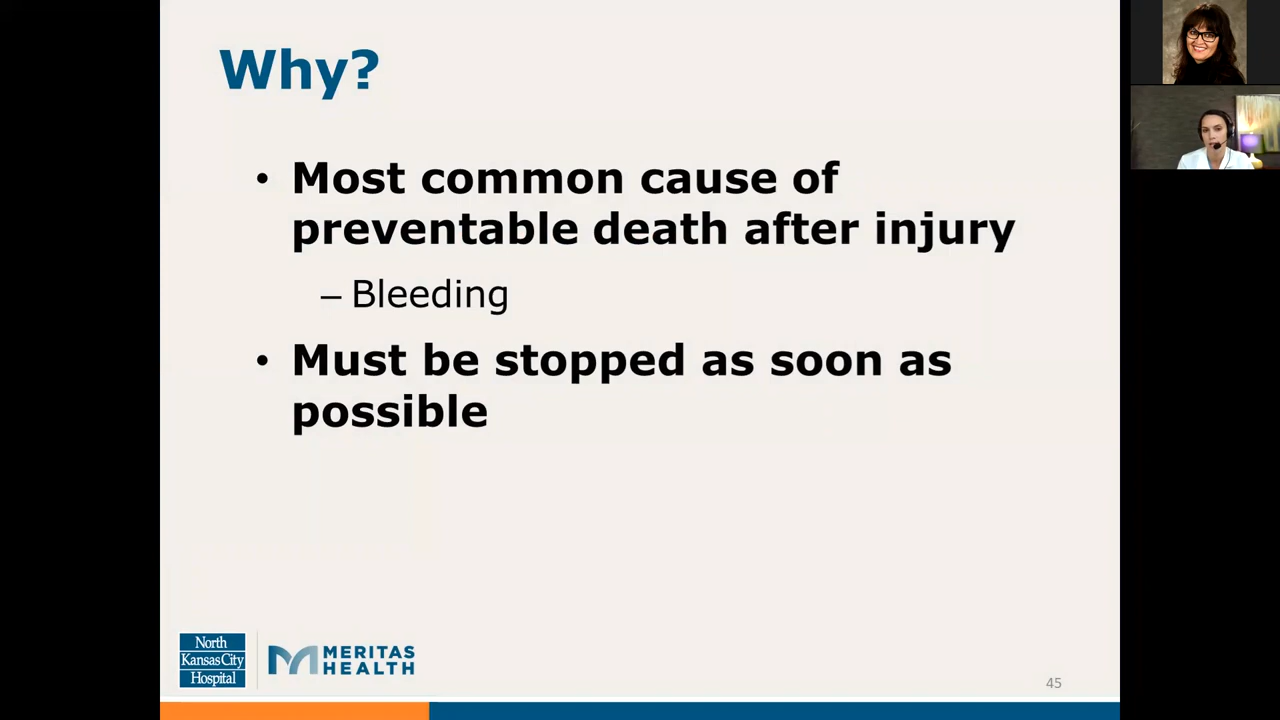 Why?
• Most common cause of
preventable death after injury
– Bleeding
• Must be stopped as soon as
possible
North
Kansas City
Hospital
MERITAS
HEALTH
45